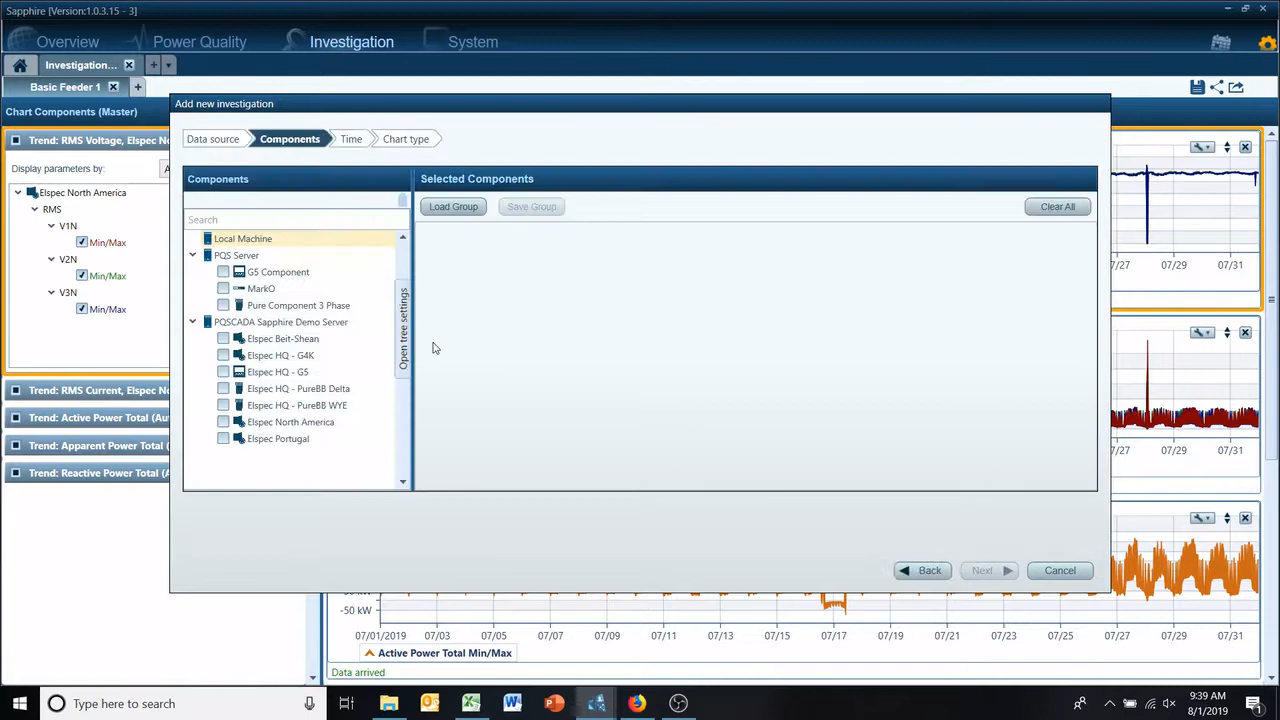 Sapphire [Version:1.0.3.15 - 3]
Overview
Power Quality
Investigation
System
Investigation...
Basic Feeder 1
Chart Components (Master)
Trend: RMS Voltage, Elspec N
Display parameters by:
A
Elspec North America
RMS
V1N
Min/Max
V2N
Min/Max
V3N
Min/Max
Trend: RMS Current, Elspec No
Trend: Active Power Total (Au
Trend: Apparent Power Total (
Trend: Reactive Power Total (A
Add new investigation
Data source
Components
Time
Chart type
Components
Search
Local Machine
PQS Server
G5 Component
MarkO
Pure Component 3 Phase
PQSCADA Sapphire Demo Server
Elspec Beit-Shean
Elspec HQ - G4K
Elspec HQ - G5
Elspec HQ - PureBB Delta
Elspec HQ - PureBB WYE
Elspec North America
Elspec Portugal
Open tree settings
Selected Components
Load Group
Save Group
Clear All
Back
Next
Cancel
/27
07/29
07/31
/27
07/29
07/31
-50 kW
07/01/2019
07/03
07/05
07/07
07/09
07/11
07/13
07/15
07/17
07/19
07/21
07/23
07/25
07/27
07/29
07/31
Active Power Total Min/Max
Data arrived
Type here to search
9:39 AM
8/1/2019